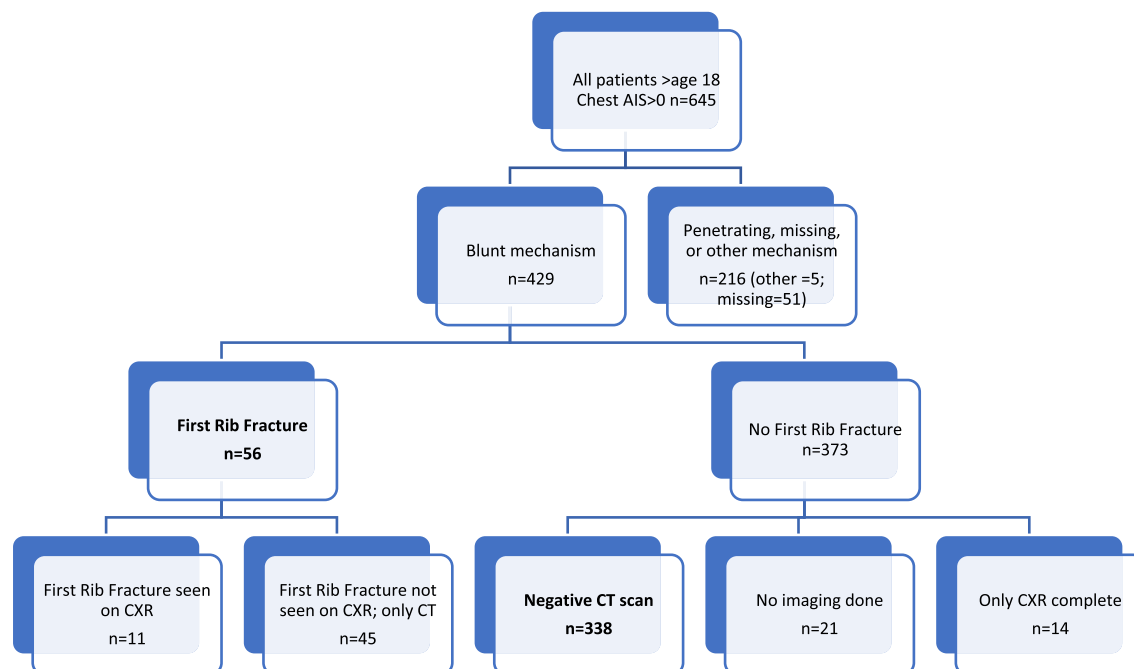 All patients >age 18
Chest AIS>0 n=645
Blunt mechanism
n=429
Penetrating, missing,
or other mechanism
n=216 (other =5;
missing=51)
First Rib Fracture
n=56
No First Rib Fracture
n=373
First Rib Fracture seen
on CXR
n=11
First Rib Fracture not
seen on CXR; only CT
n=45
Negative CT scan
n=338
No imaging done
n=21
Only CXR complete
n=14